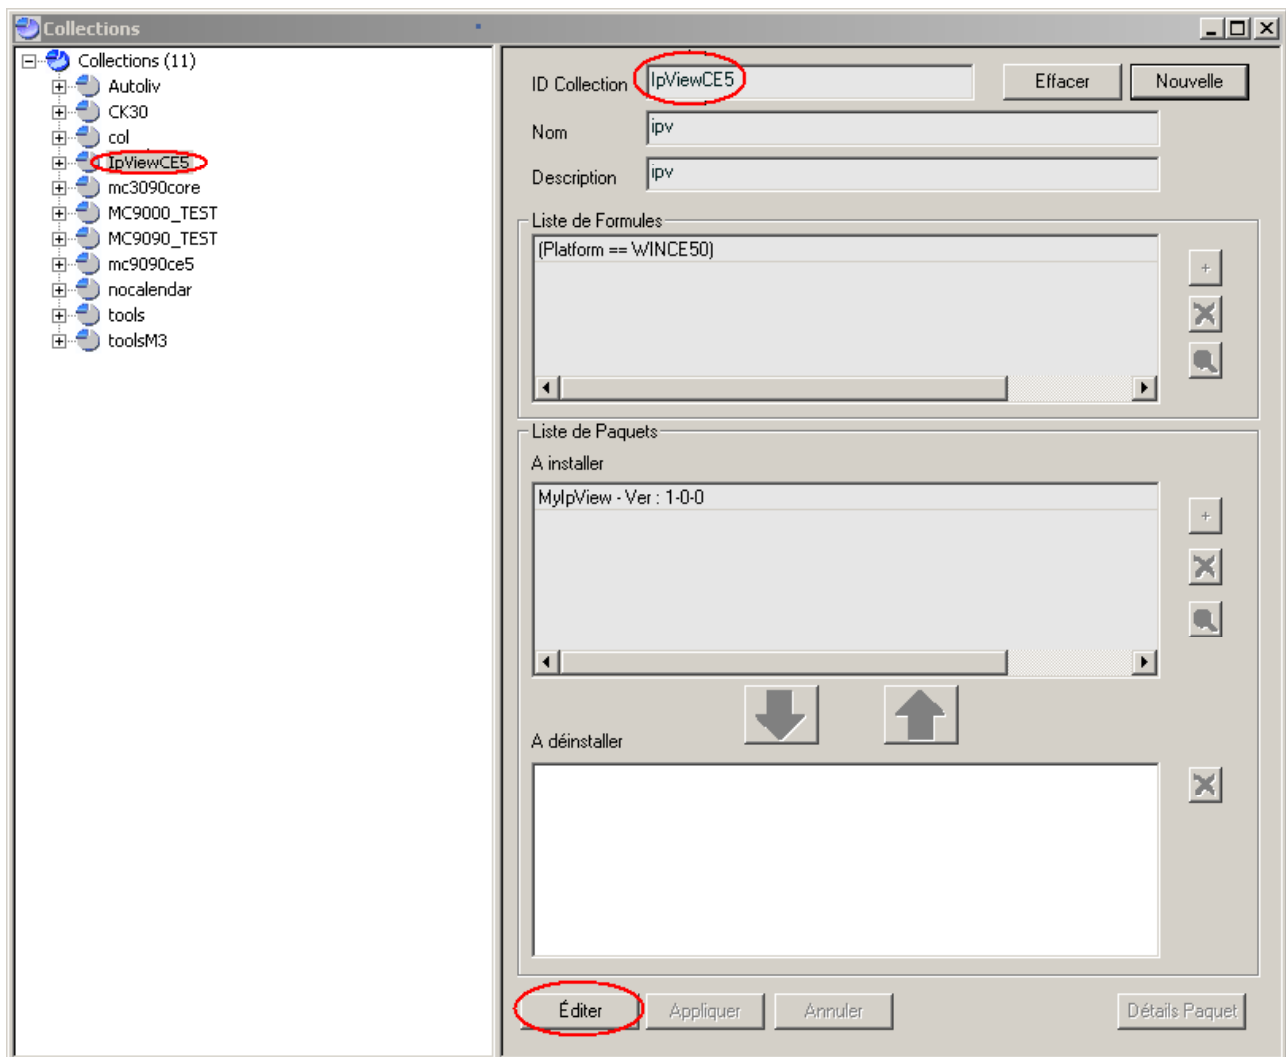 Collections
Collections (11)
Autoliv
CK30
col
IpViewCE5
mc3090core
MC9000_TEST
MC9090_TEST
mc9090ce5
nocalendar
tools
toolsM3
ID Collection IpViewCE5 Effacer Nouvelle
Nom ipv
Description ipv
Liste de Formules
(Platform == WINCE50)
+
Liste de Paquets
A installer
MyIpView - Ver : 1-0-0
+
A déinstaller
Éditer Appliquer Annuler Détails Paquet